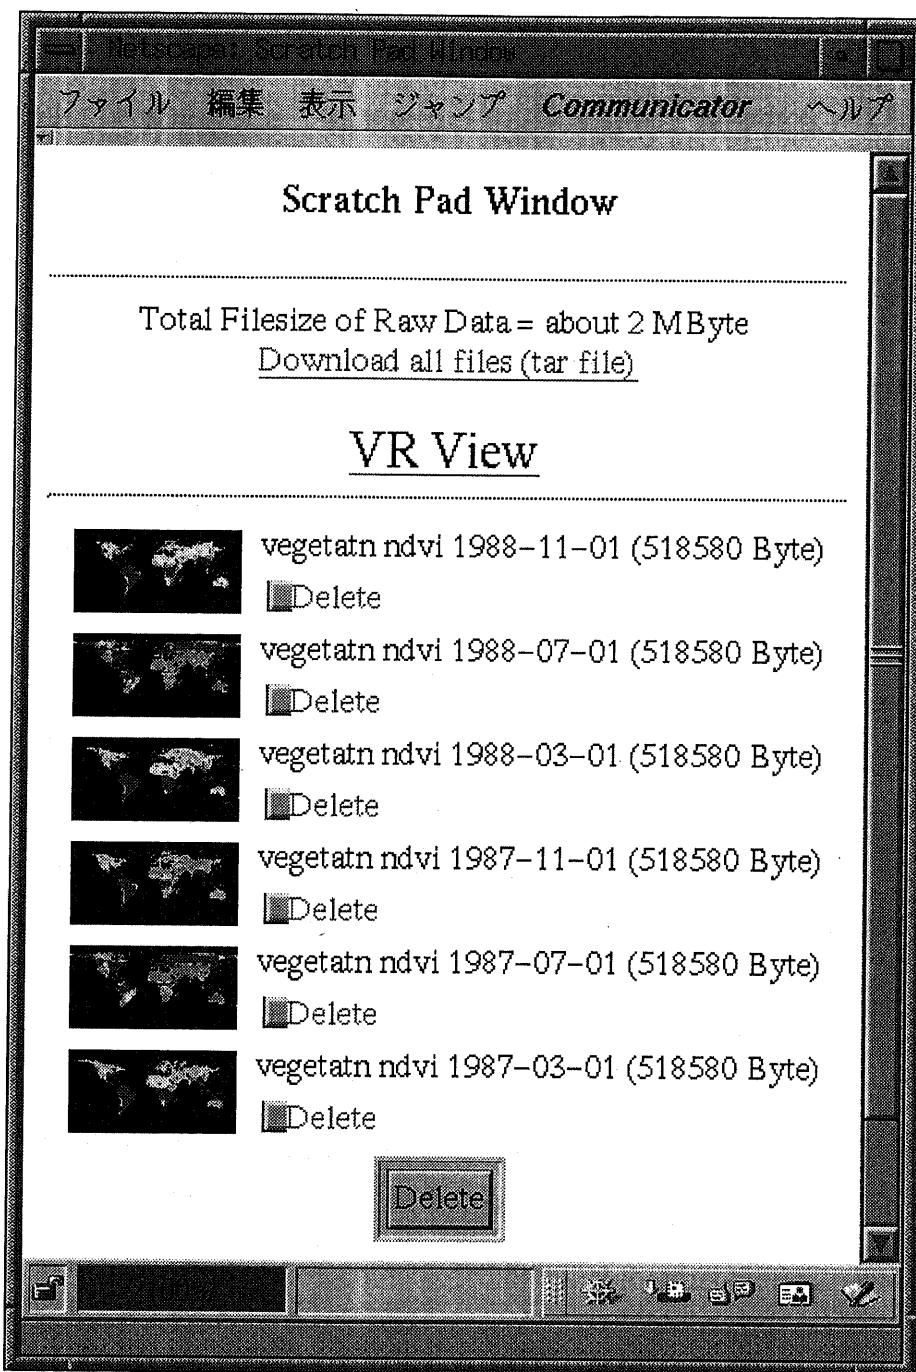 Netscape: Scratch Pad Window
ファイル 編集 表示 ジャンプ Communicator ヘルプ
Scratch Pad Window
Total Filesize of Raw Data = about 2 MByte
Download all files (tar file)
VR View
vegetatn ndvi 1988-11-01 (518580 Byte)
Delete
vegetatn ndvi 1988-07-01 (518580 Byte)
Delete
vegetatn ndvi 1988-03-01 (518580 Byte)
Delete
vegetatn ndvi 1987-11-01 (518580 Byte)
Delete
vegetatn ndvi 1987-07-01 (518580 Byte)
Delete
vegetatn ndvi 1987-03-01 (518580 Byte)
Delete
Delete